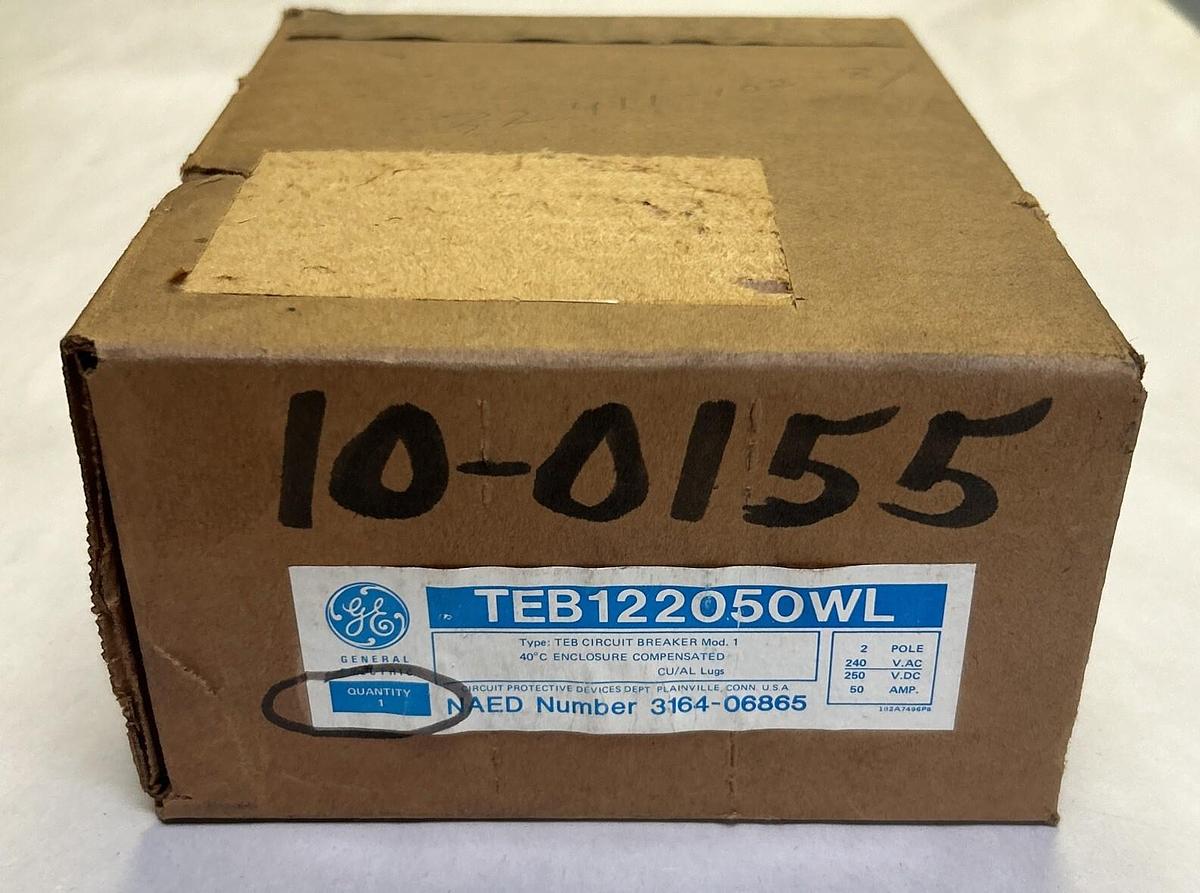 10-0155
TEB122050WL
GE
GENERAL
ELECTRIC
Type: TEB CIRCUIT BREAKER Mod. 1
40°C ENCLOSURE COMPENSATED
CU/AL Lugs
2 POLE
240 V.AC
250 V.DC
50 AMP.
QUANTITY
1
CIRCUIT PROTECTIVE DEVICES DEPT PLAINVILLE, CONN. U.S.A
NAED Number 3164-06865